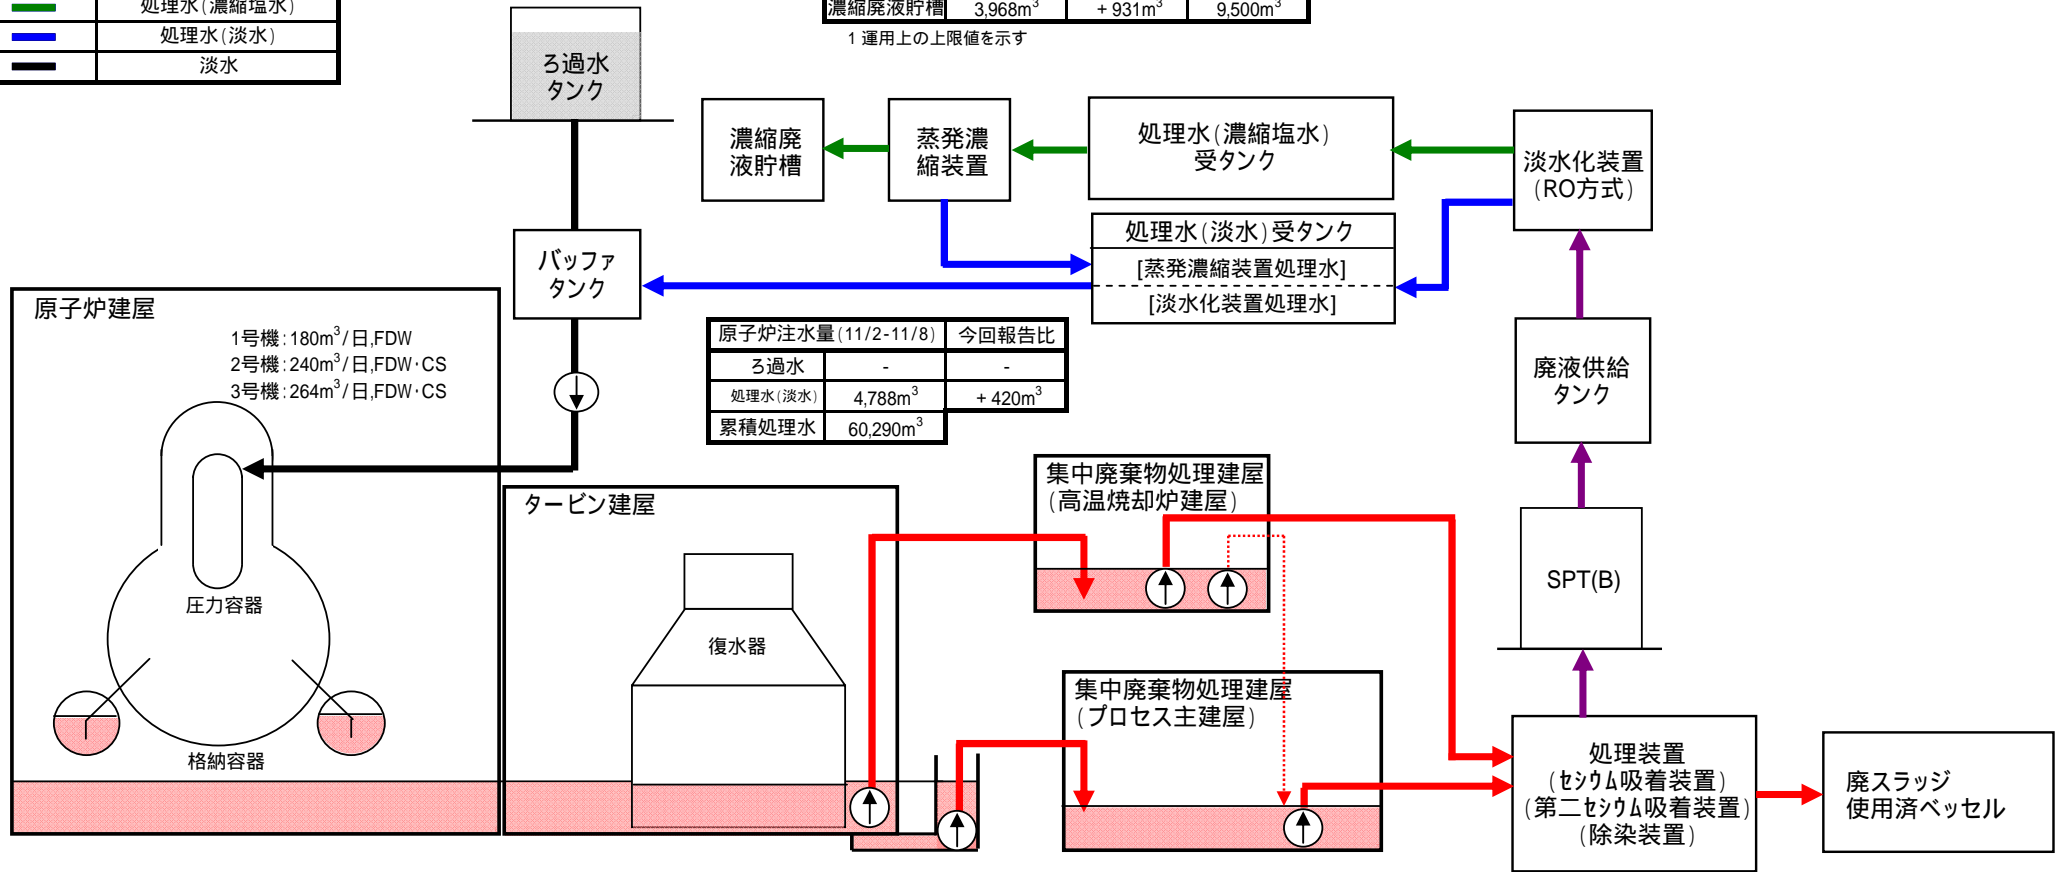 処理水(濃縮塩水)
処理水(淡水)
淡水
濃縮廃液貯槽 3,968m³ + 931m³ 9,500m³
1 運用上の上限値を示す
ろ過水
タンク
濃縮廃
液貯槽
蒸発濃
縮装置
処理水(濃縮塩水)
受タンク
淡水化装置
(RO方式)
処理水(淡水)受タンク
[蒸発濃縮装置処理水]
[淡水化装置処理水]
バッファ
タンク
原子炉建屋
1号機:180m³/日,FDW
2号機:240m³/日,FDW・CS
3号機:264m³/日,FDW・CS
原子炉注水量(11/2-11/8) 今回報告比
ろ過水 - -
処理水(淡水) 4,788m³ + 420m³
累積処理水 60,290m³
廃液供給
タンク
タービン建屋
集中廃棄物処理建屋
(高温焼却炉建屋)
SPT(B)
圧力容器
復水器
集中廃棄物処理建屋
(プロセス主建屋)
格納容器
処理装置
(セシウム吸着装置)
(第二セシウム吸着装置)
(除染装置)
廃スラッジ
使用済ベッセル